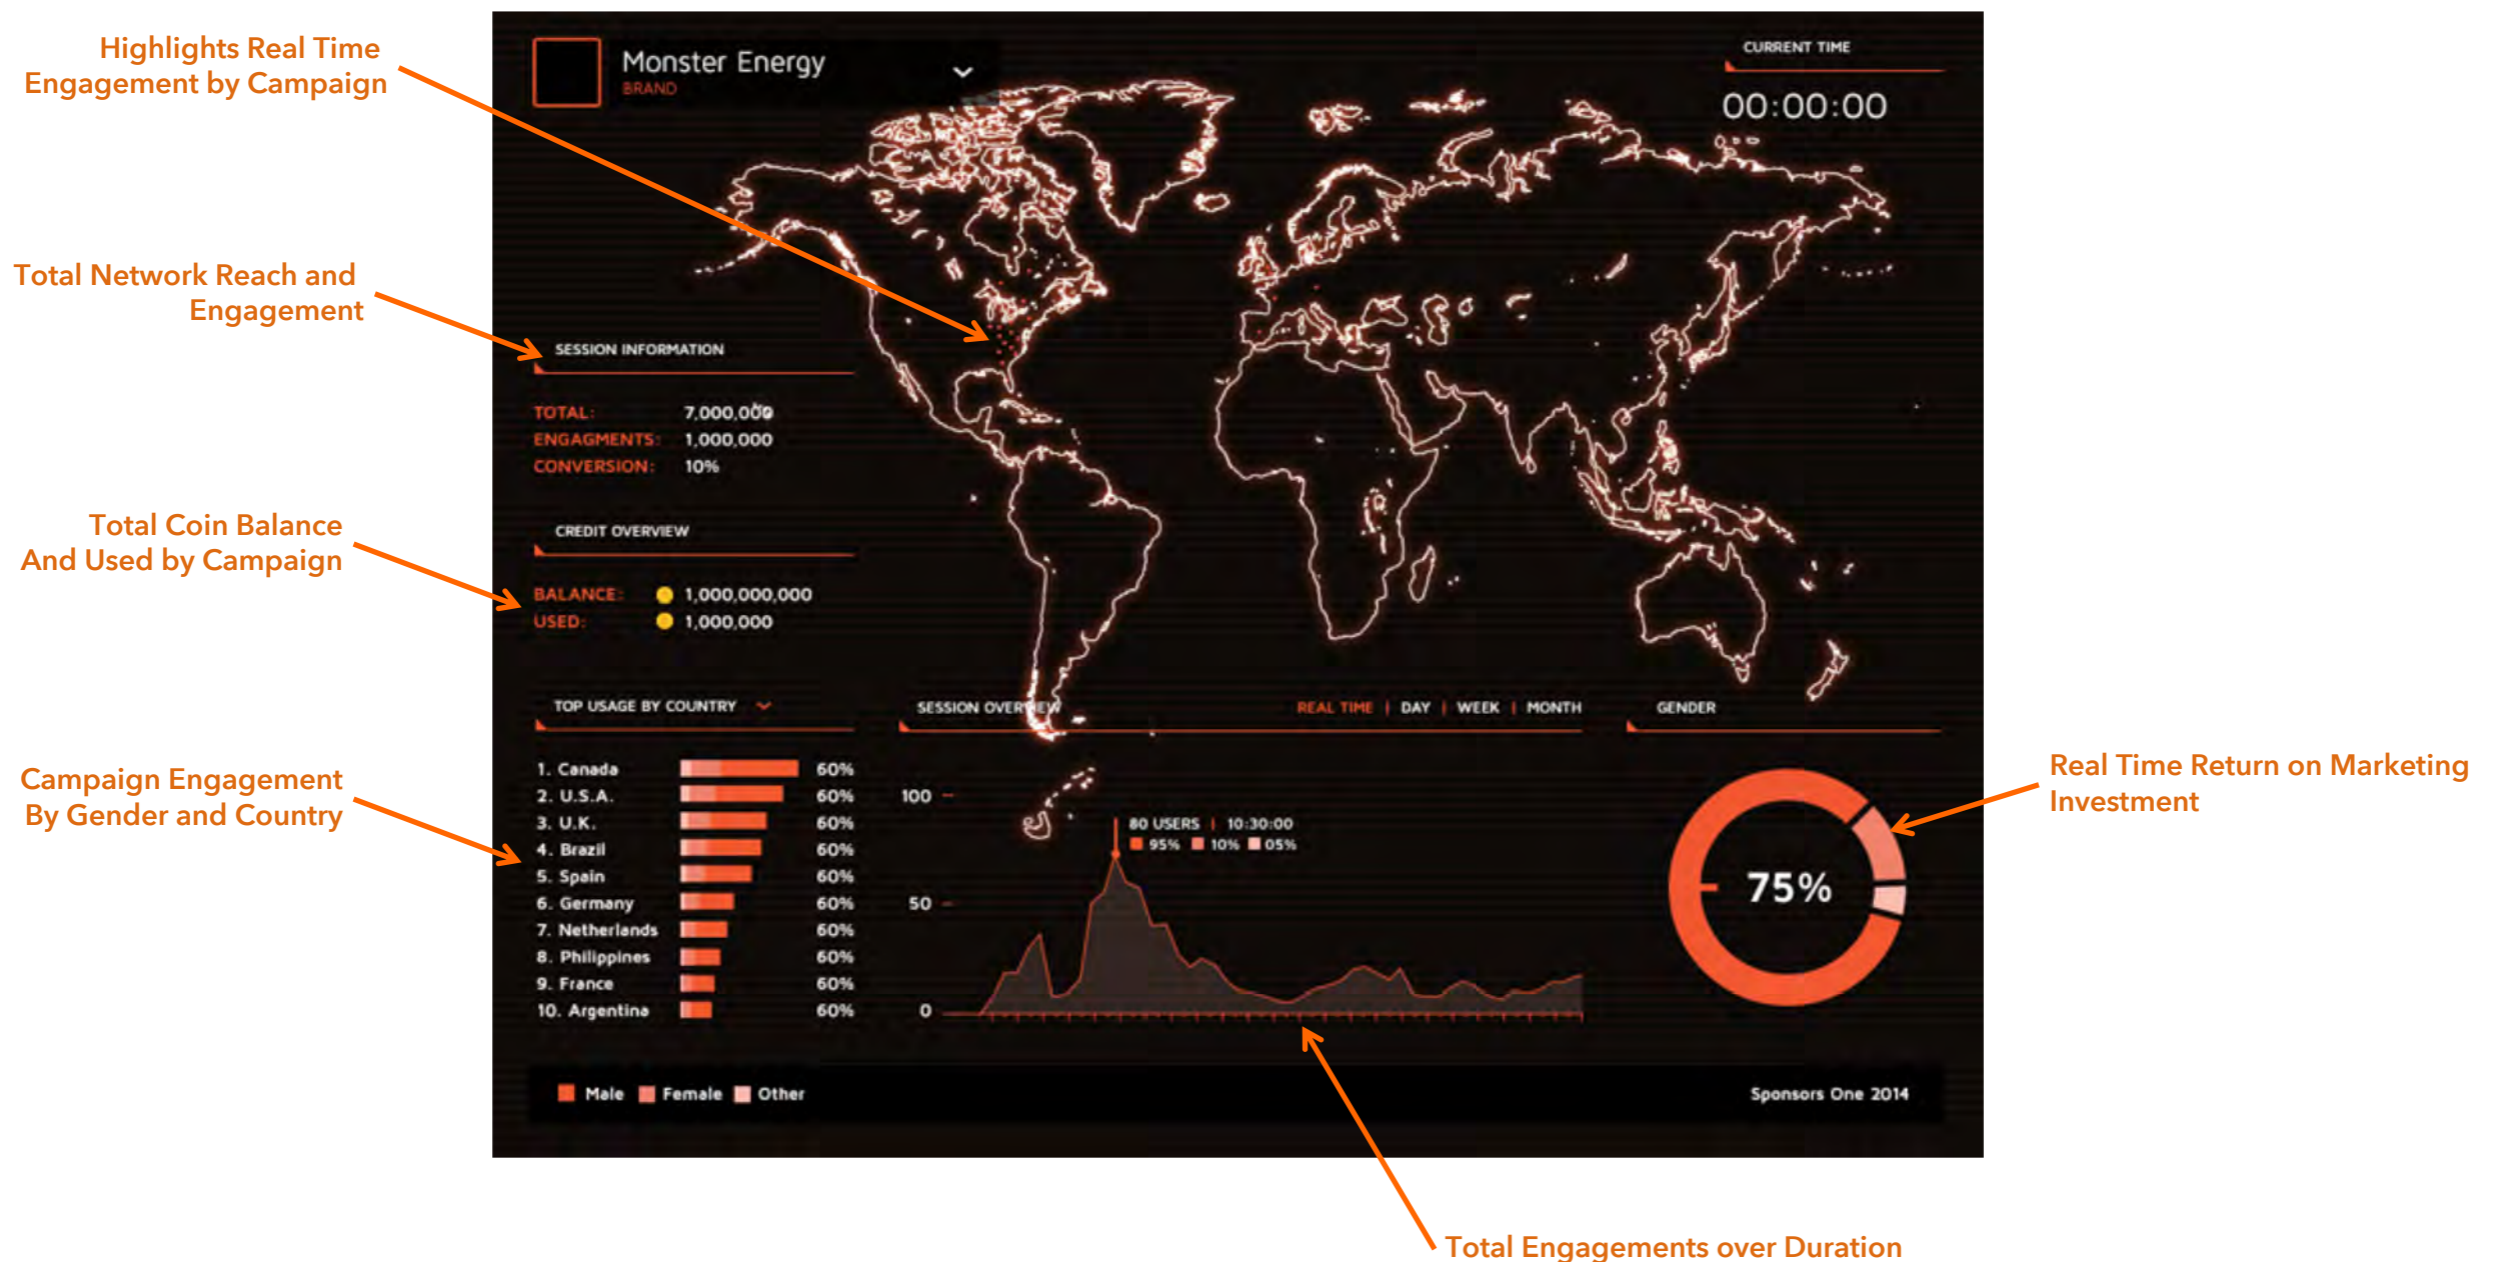 Highlights Real Time
Engagement by Campaign
Total Network Reach and
Engagement
Total Coin Balance
And Used by Campaign
Campaign Engagement
By Gender and Country
Monster Energy
BRAND
CURRENT TIME
00:00:00
SESSION INFORMATION
TOTAL: 7,000,000
ENGAGMENTS: 1,000,000
CONVERSION: 10%
CREDIT OVERVIEW
BALANCE: 1,000,000,000
USED: 1,000,000
TOP USAGE BY COUNTRY
1. Canada 60%
2. U.S.A. 60%
3. U.K. 60%
4. Brazil 60%
5. Spain 60%
6. Germany 60%
7. Netherlands 60%
8. Philippines 60%
9. France 60%
10. Argentina 60%
SESSION OVERVIEW
REAL TIME | DAY | WEEK | MONTH
100
50
0
80 USERS | 10:30:00
95% 10% 05%
GENDER
75%
Male Female Other
Sponsors One 2014
Real Time Return on Marketing
Investment
Total Engagements over Duration